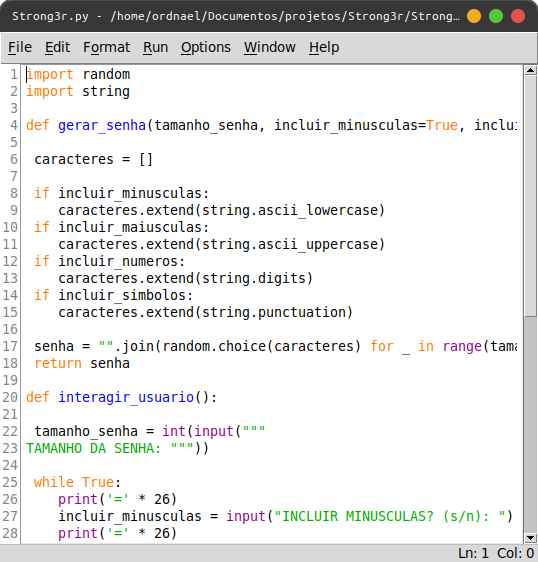 Strong3r.py - /home/ordnael/Documentos/projetos/Strong3r/Strong…
File Edit Format Run Options Window Help
1 import random
2 import string
3
4 def gerar_senha(tamanho_senha, incluir_minusculas=True, inclui
5
6 caracteres = []
7
8 if incluir_minusculas:
9 caracteres.extend(string.ascii_lowercase)
10 if incluir_maiusculas:
11 caracteres.extend(string.ascii_uppercase)
12 if incluir_numeros:
13 caracteres.extend(string.digits)
14 if incluir_simbolos:
15 caracteres.extend(string.punctuation)
16
17 senha = "".join(random.choice(caracteres) for _ in range(tama
18 return senha
19
20 def interagir_usuario():
21
22 tamanho_senha = int(input("""
23 TAMANHO DA SENHA: """))
24
25 while True:
26 print('=' * 26)
27 incluir_minusculas = input("INCLUIR MINUSCULAS? (s/n): ")
28 print('=' * 26)
Ln: 1 Col: 0